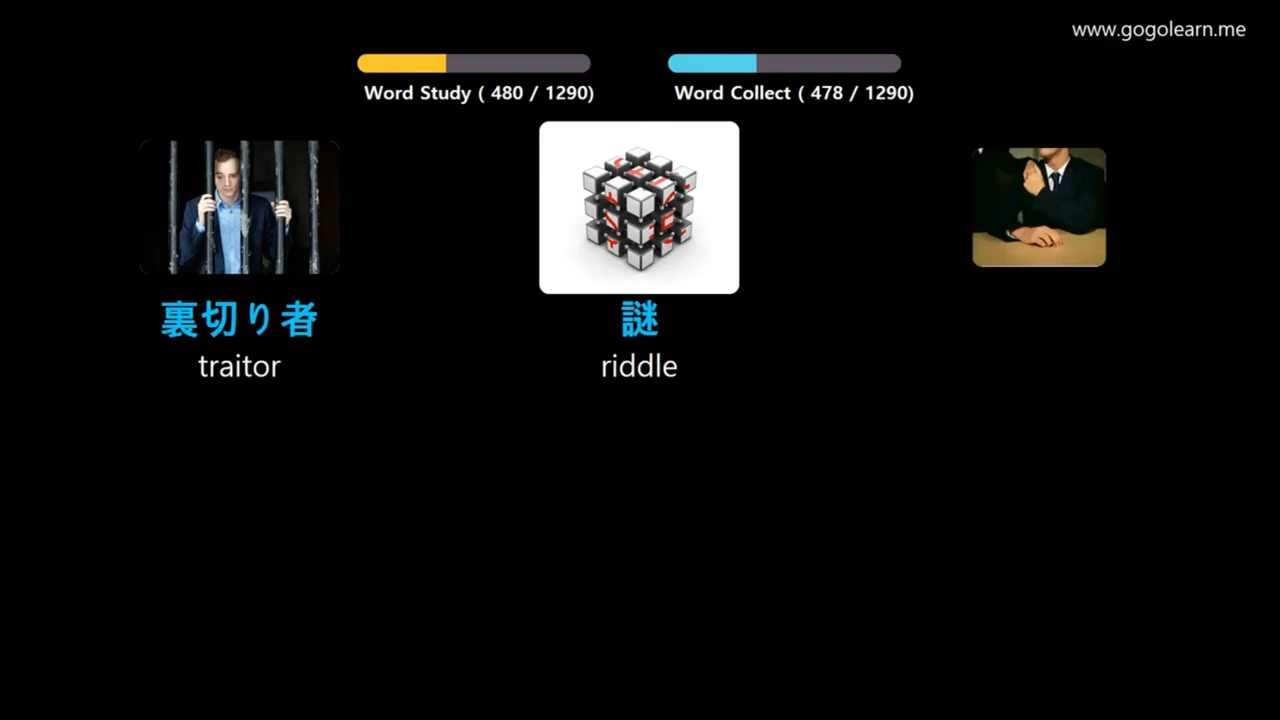 www.gogolearn.me
Word Study ( 480 / 1290)
Word Collect ( 478 / 1290)
裏切り者
traitor
謎
riddle